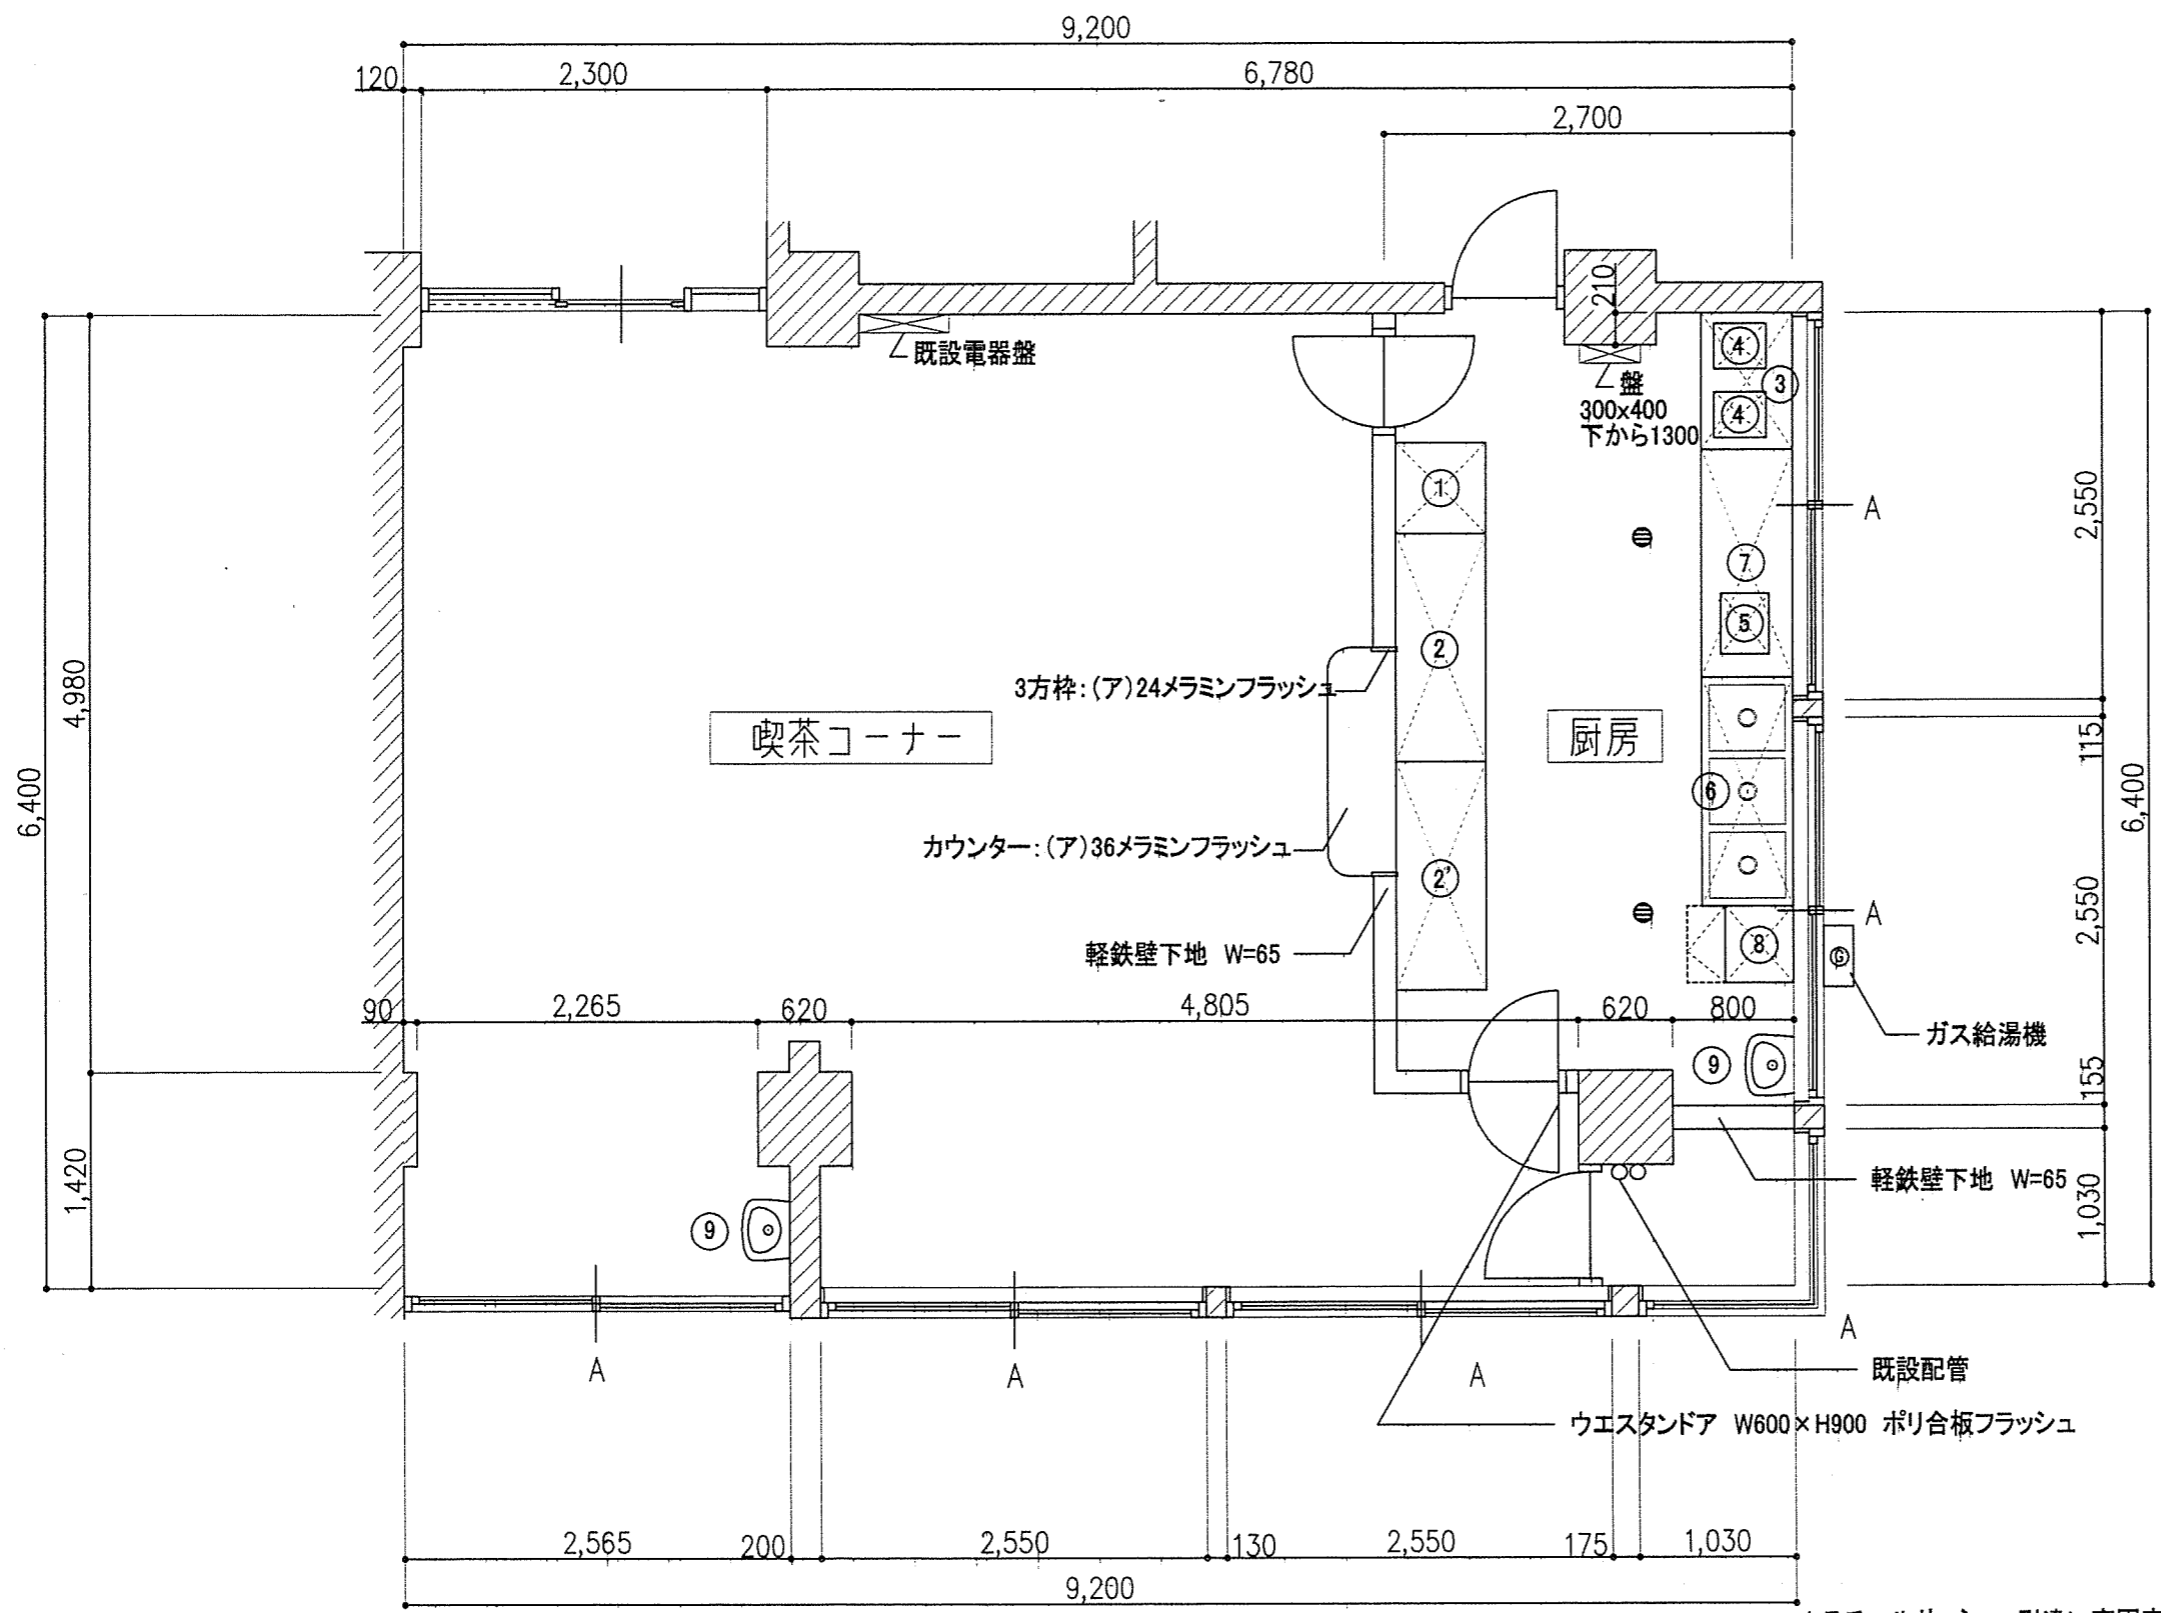 9,200
120
2,300
6,780
2,700
210
既設電器盤
盤
300x400
下から1300
4
3
4
1
A
7
5
2
2,550
4,980
3方枠:(ア)24メラミンフラッシュ
喫茶コーナー
厨房
115
6
6,400
6,400
カウンター:(ア)36メラミンフラッシュ
2'
2,550
A
8
G
軽鉄壁下地 W=65
90
2,265
620
4,805
620
800
ガス給湯機
9
155
1,420
軽鉄壁下地 W=65
1,030
9
A
A
A
A
既設配管
ウエスタンドア W600×H900 ポリ合板フラッシュ
2,565
200
2,550
130
2,550
175
1,030
9,200